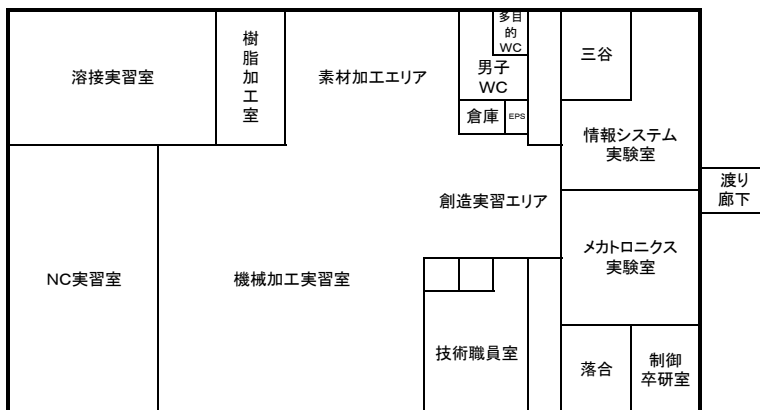 溶接実習室
樹脂加工室
素材加工エリア
多目
的
WC
男子
WC
倉庫
EPS
三谷
情報システム
実験室
渡り
廊下
創造実習エリア
NC実習室
機械加工実習室
メカトロニクス
実験室
技術職員室
落合
制御
卒研室